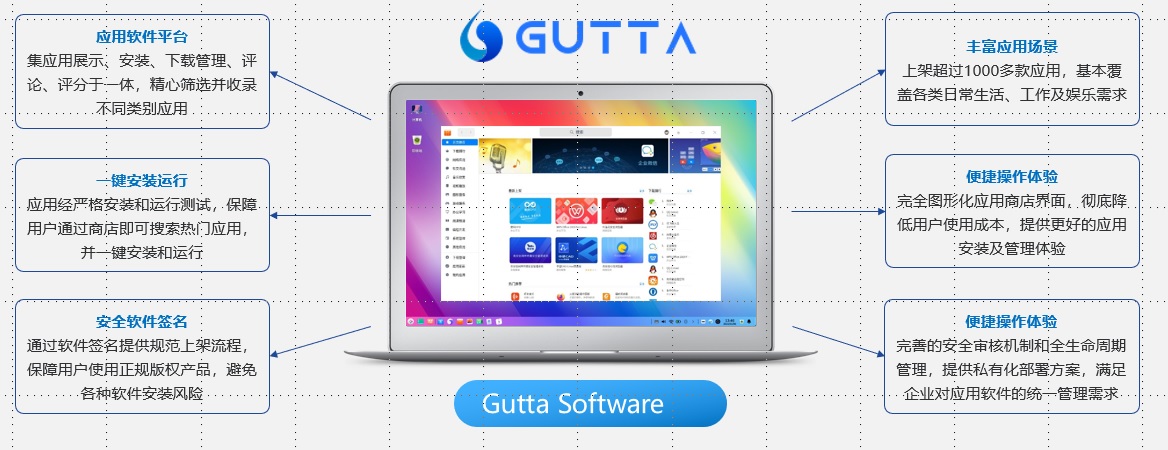 GUTTA
应用软件平台
集应用展示、安装、下载管理、评
论、评分于一体，精心筛选并收录
不同类别应用
一键安装运行
应用经严格安装和运行测试，保障
用户通过商店即可搜索热门应用，
并一键安装和运行
安全软件签名
通过软件签名提供规范上架流程，
保障用户使用正规版权产品，避免
各种软件安装风险
企业微信
Gutta Software
丰富应用场景
上架超过1000多款应用，基本覆
盖各类日常生活、工作及娱乐需求
便捷操作体验
完全图形化应用商店界面，彻底降
低用户使用成本，提供更好的应用
安装及管理体验
便捷操作体验
完善的安全审核机制和全生命周期
管理，提供私有化部署方案，满足
企业对应用软件的统一管理需求